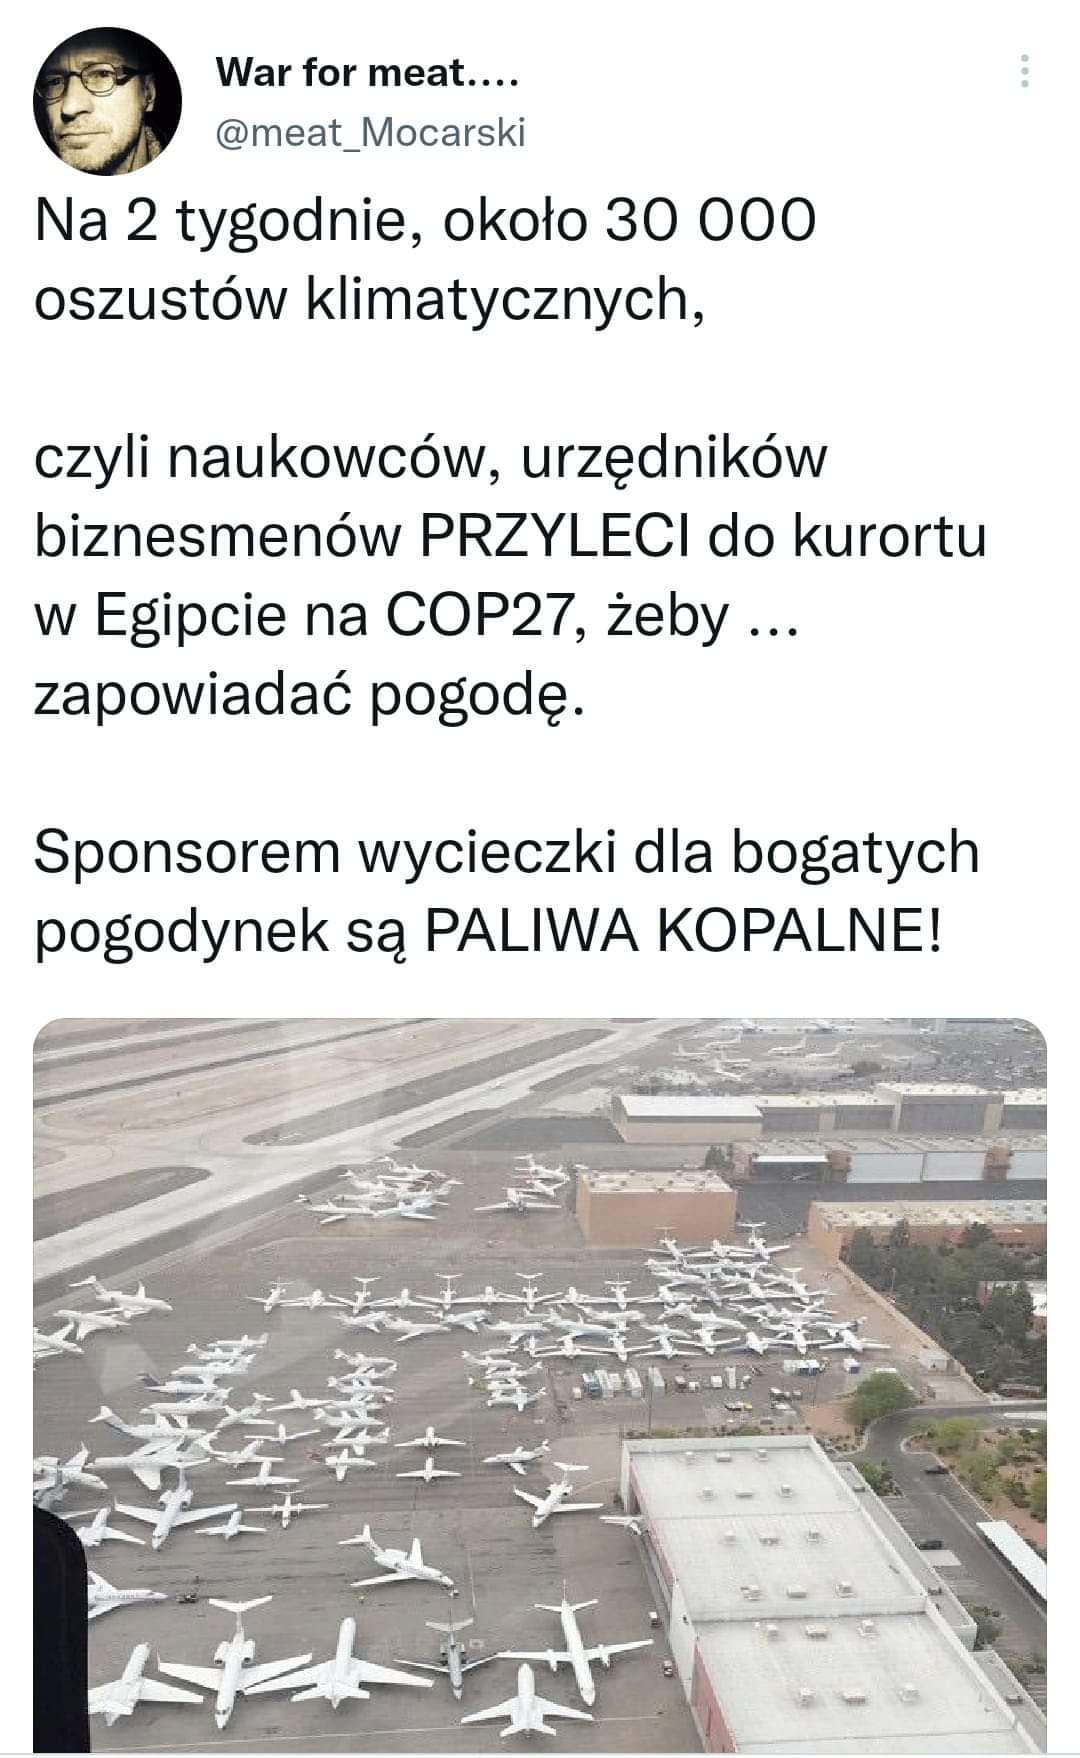 War for meat....
@meat_Mocarski
Na 2 tygodnie, około 30 000
oszustów klimatycznych,
czyli naukowców, urzędników
biznesmenów PRZYLECI do kurortu
w Egipcie na COP27, żeby ...
zapowiadać pogodę.
Sponsorem wycieczki dla bogatych
pogodynek są PALIWA KOPALNE!